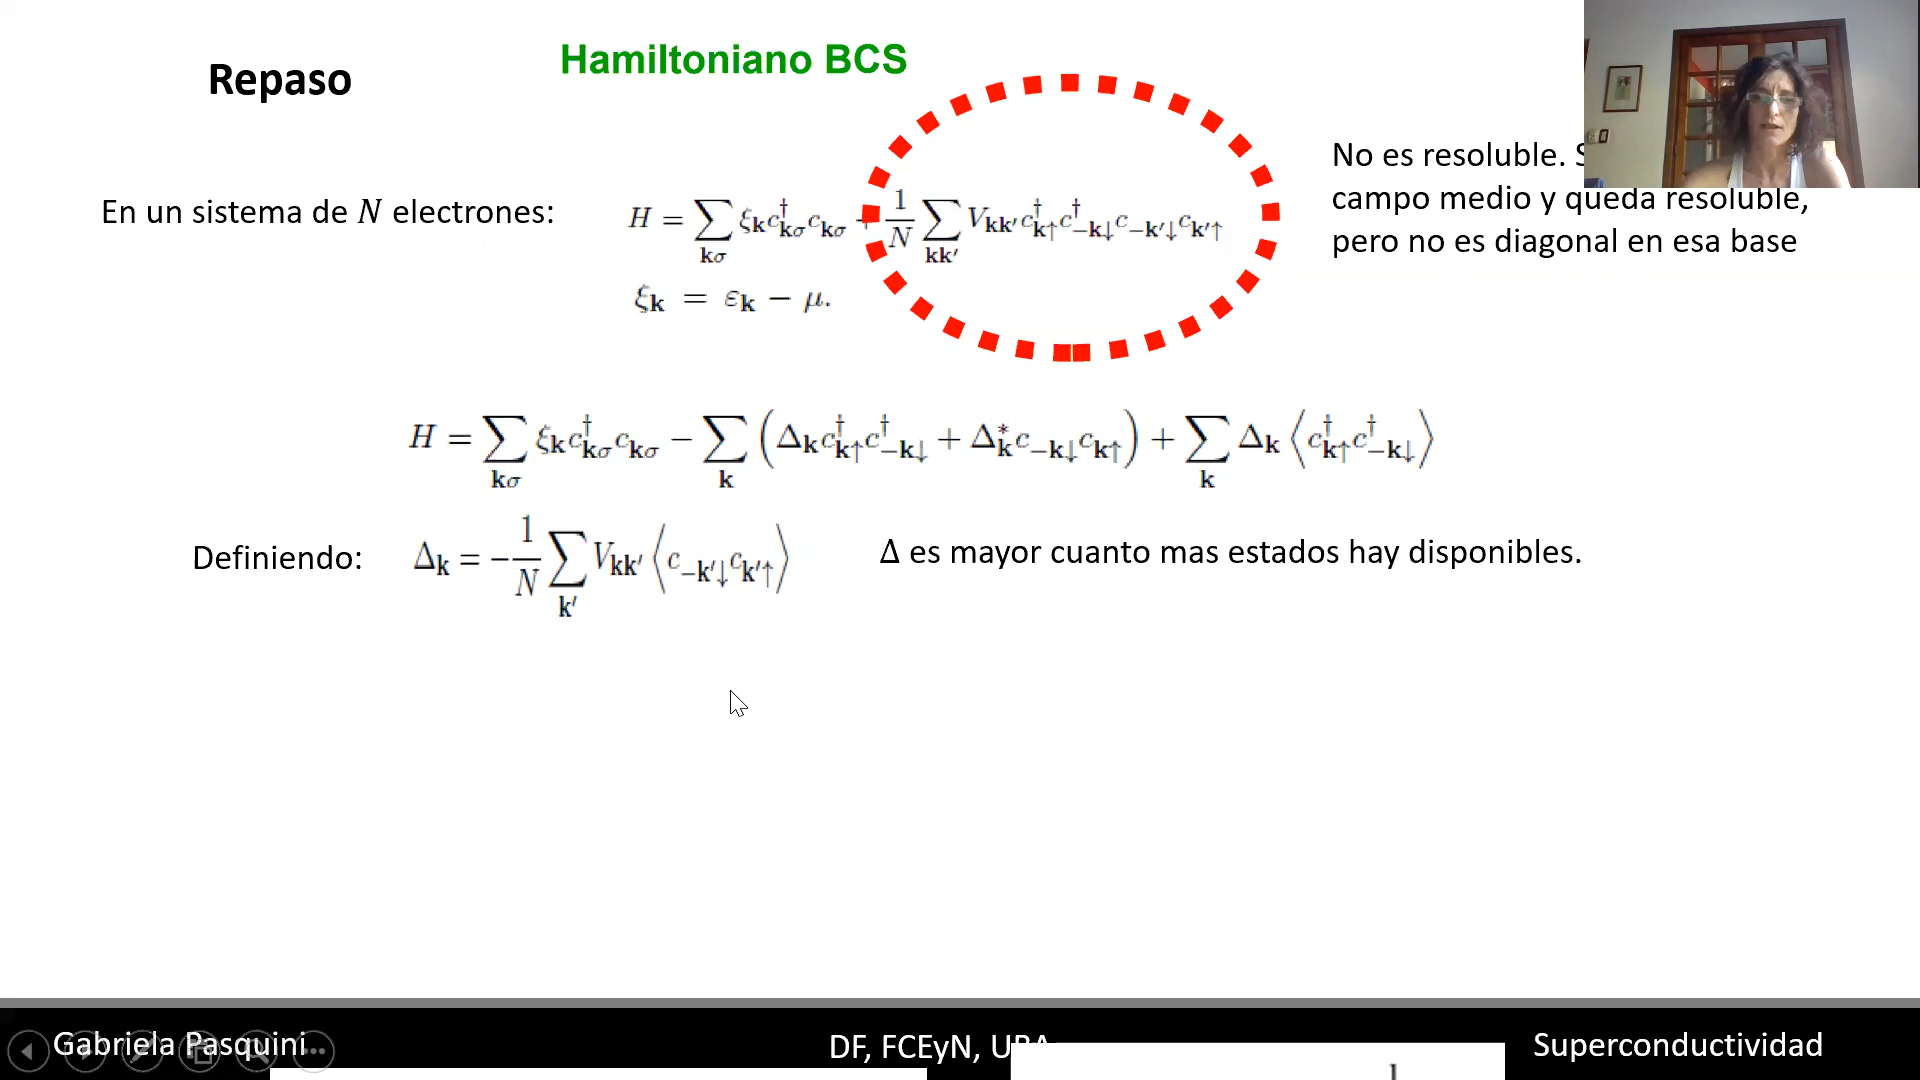 Repaso
Hamiltoniano BCS
No es resoluble.
campo medio y queda resoluble,
pero no es diagonal en esa base
En un sistema de N electrones:
H = ∑_{kσ} ξ_k c†_{kσ} c_{kσ} + 1/N ∑_{kk′} V_{kk′} c†_{k↑} c†_{−k↓} c_{−k′↓} c_{k′↑}
ξ_k = ε_k − μ.
H = ∑_{kσ} ξ_k c†_{kσ} c_{kσ} − ∑_k (Δ_k c†_{k↑} c†_{−k↓} + Δ*_k c_{−k↓} c_{k↑}) + ∑_k Δ_k ⟨c†_{k↑} c†_{−k↓}⟩
Definiendo: Δ_k = −1/N ∑_{k′} V_{kk′} ⟨c_{−k′↓} c_{k′↑}⟩
Δ es mayor cuanto mas estados hay disponibles.
Gabriela Pasquini
DF, FCEyN, UBA
Superconductividad